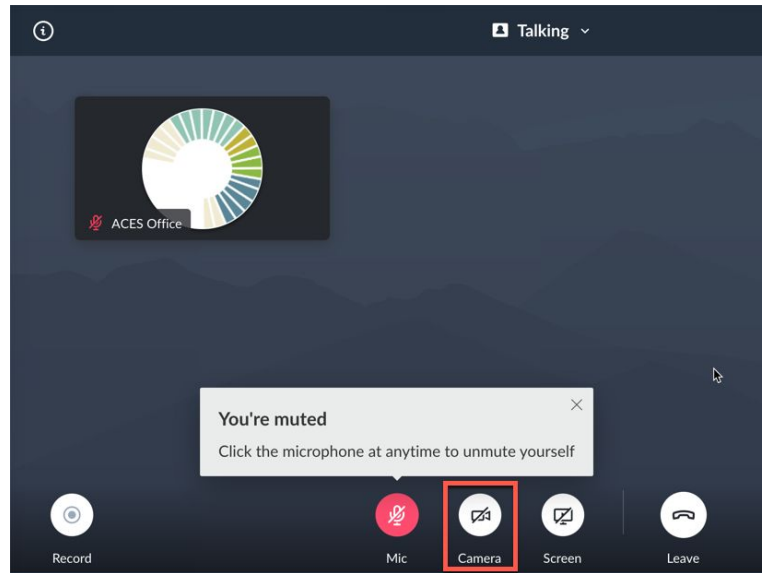 Talking
ACES Office
You're muted
Click the microphone at anytime to unmute yourself
Record
Mic
Camera
Screen
Leave